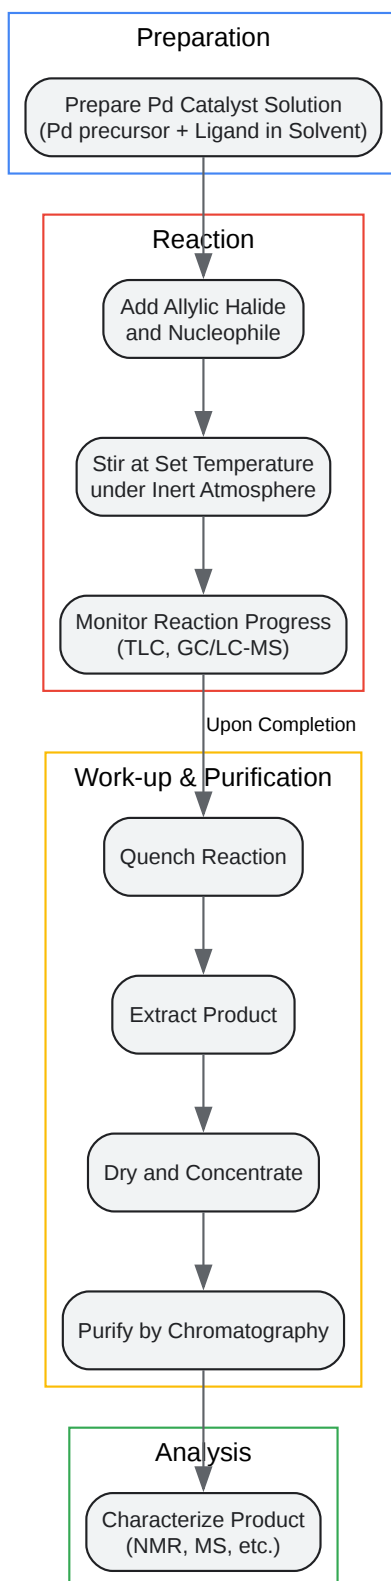 Preparation
Prepare Pd Catalyst Solution
(Pd precursor + Ligand in Solvent)
Reaction
Add Allylic Halide
and Nucleophile
Stir at Set Temperature
under Inert Atmosphere
Monitor Reaction Progress
(TLC, GC/LC-MS)
Upon Completion
Work-up & Purification
Quench Reaction
Extract Product
Dry and Concentrate
Purify by Chromatography
Analysis
Characterize Product
(NMR, MS, etc.)